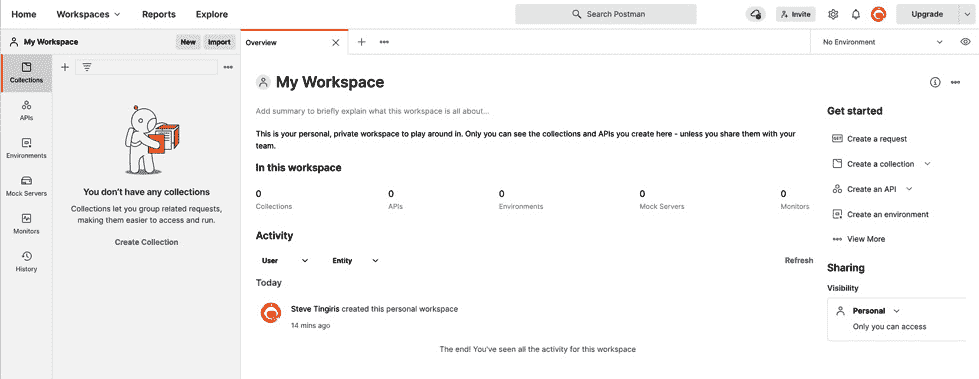 Home Workspaces Reports Explore Search Postman Invite Upgrade
My Workspace New Import Overview No Environment
Collections
APIs
Environments
Mock Servers
Monitors
History
You don't have any collections
Collections let you group related requests,
making them easier to access and run.
Create Collection
My Workspace
Add summary to briefly explain what this workspace is all about...
This is your personal, private workspace to play around in. Only you can see the collections and APIs you create here - unless you share them with your
team.
In this workspace
0 0 0 0 0
Collections APIs Environments Mock Servers Monitors
Activity
User Entity Refresh
Today
Steve Tingiris created this personal workspace
14 mins ago
The end! You've seen all the activity for this workspace
Get started
GET Create a request
Create a collection
Create an API
Create an environment
View More
Sharing
Visibility
Personal
Only you can access